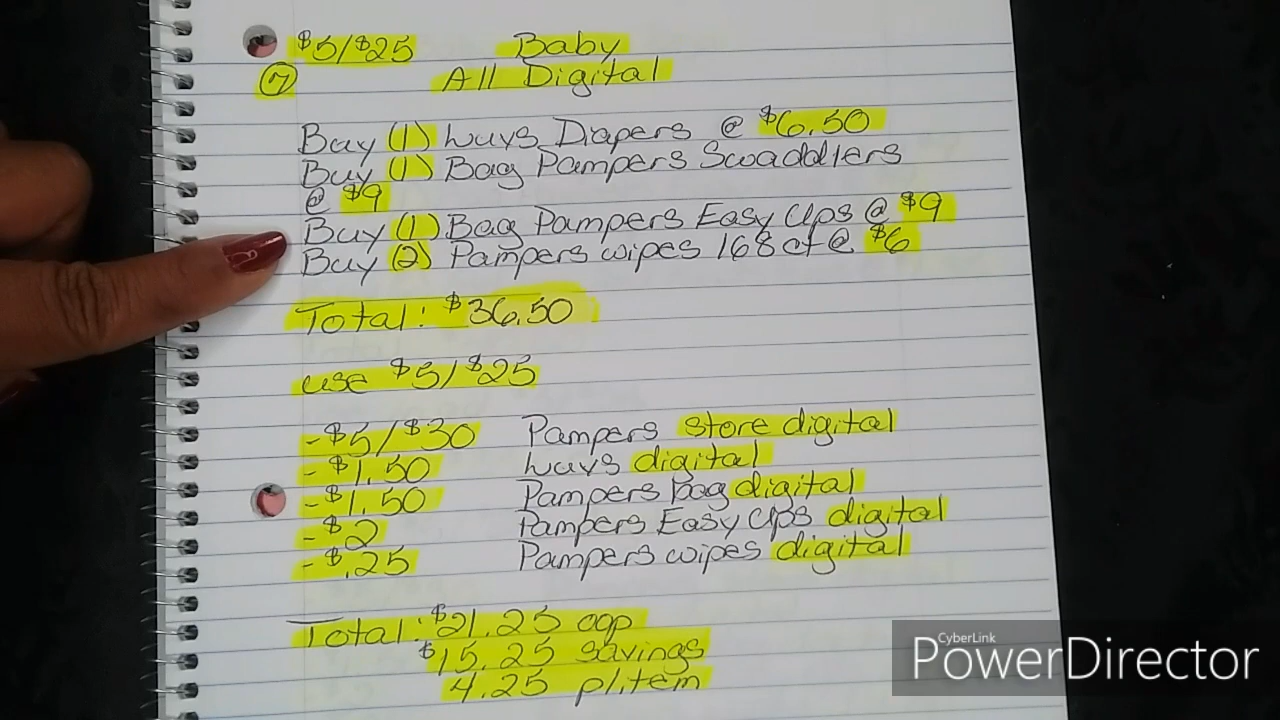 $5/$25 Baby
7 All Digital
Buy (1) Luvs Diapers @ $6.50
Buy (1) Bag Pampers Swaddlers
@ $9
Buy (1) Bag Pampers Easy Ups @ $9
Buy (2) Pampers wipes 168 ct @ $6
Total: $36.50
use $5/$25
-$5/$30 Pampers store digital
-$1.50 Luvs digital
-$1.50 Pampers bag digital
-$2 Pampers Easy Ups digital
-$.25 Pampers wipes digital
Total: $21.25 oop
$15.25 savings
4.25 p/item
CyberLink
PowerDirector